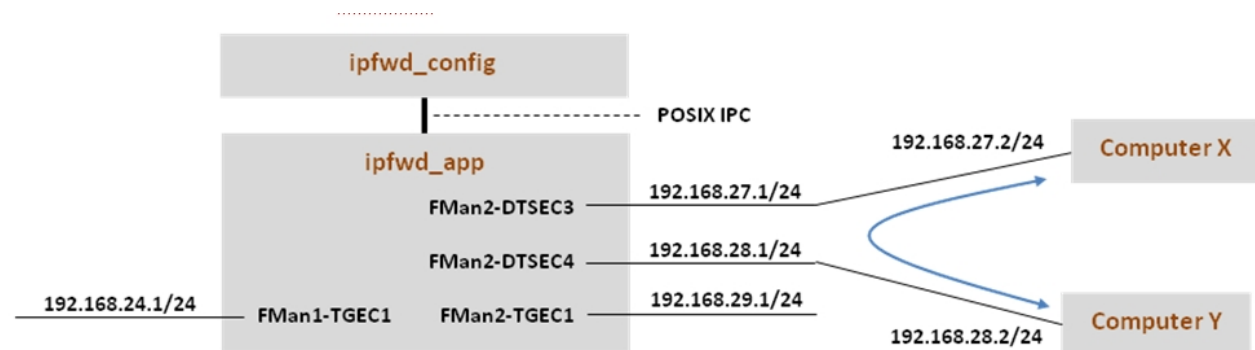 ipfwd_config
POSIX IPC
192.168.27.2/24
Computer X
ipfwd_app
192.168.27.1/24
FMan2-DTSEC3
192.168.28.1/24
FMan2-DTSEC4
192.168.29.1/24
192.168.24.1/24
FMan1-TGEC1
FMan2-TGEC1
Computer Y
192.168.28.2/24